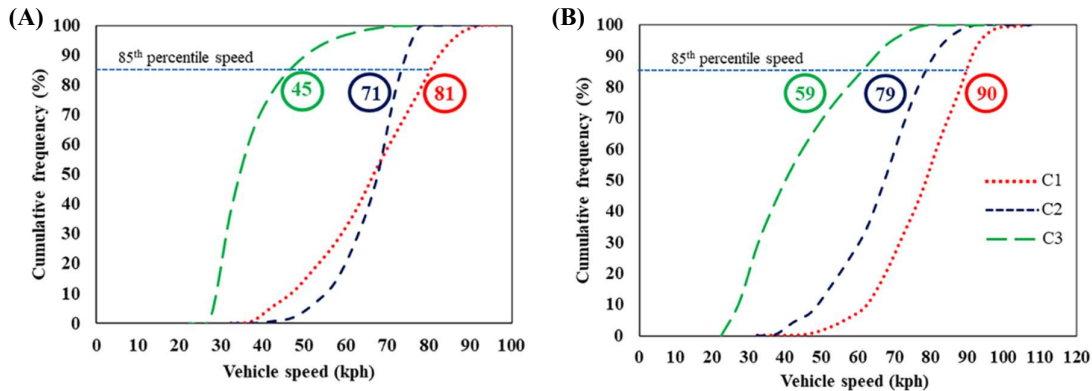 (A)
Cumulative frequency (%)
100
90
80
70
60
50
40
30
20
10
0
85th percentile speed
45
71
81
0 10 20 30 40 50 60 70 80 90 100
Vehicle speed (kph)
(B)
Cumulative frequency (%)
100
90
80
70
60
50
40
30
20
10
0
85th percentile speed
59
79
90
C1
C2
C3
0 10 20 30 40 50 60 70 80 90 100 110 120
Vehicle speed (kph)